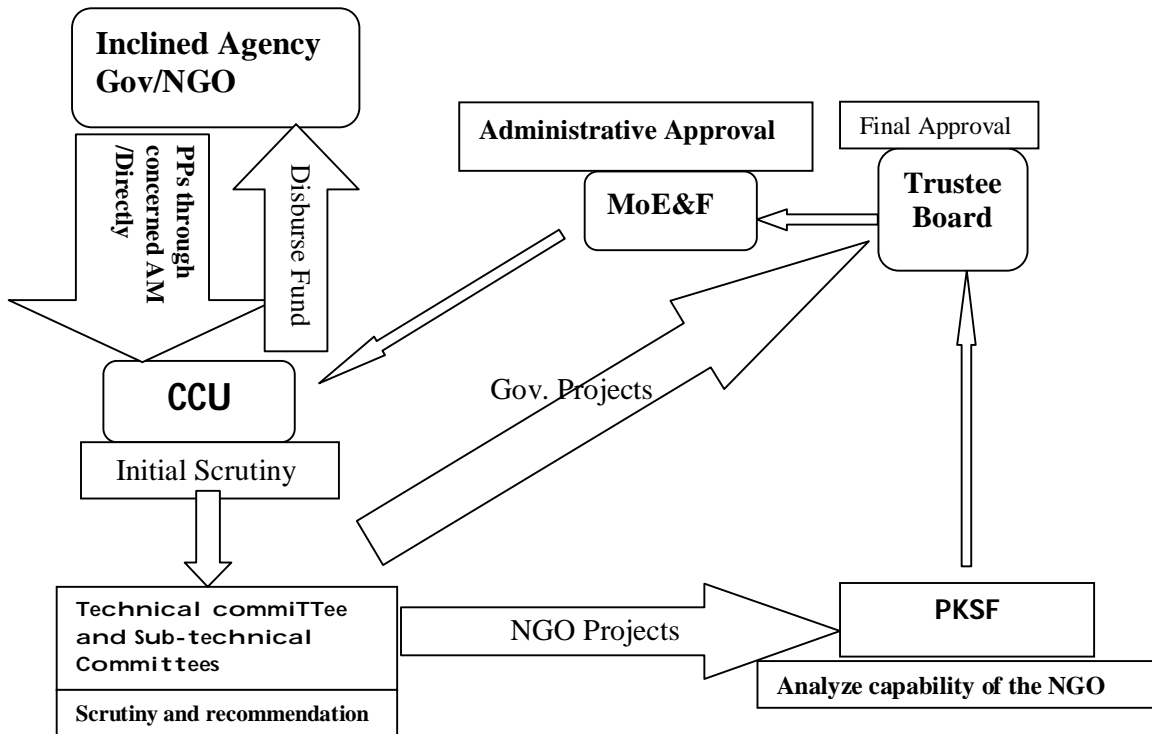 Inclined Agency
Gov/NGO
PPs through
concerned AM
/Directly
Disburse Fund
Administrative Approval
MoE&F
Final Approval
Trustee
Board
CCU
Initial Scrutiny
Gov. Projects
Technical commiTTee
and Sub-technical
Committees
Scrutiny and recommendation
NGO Projects
PKSF
Analyze capability of the NGO